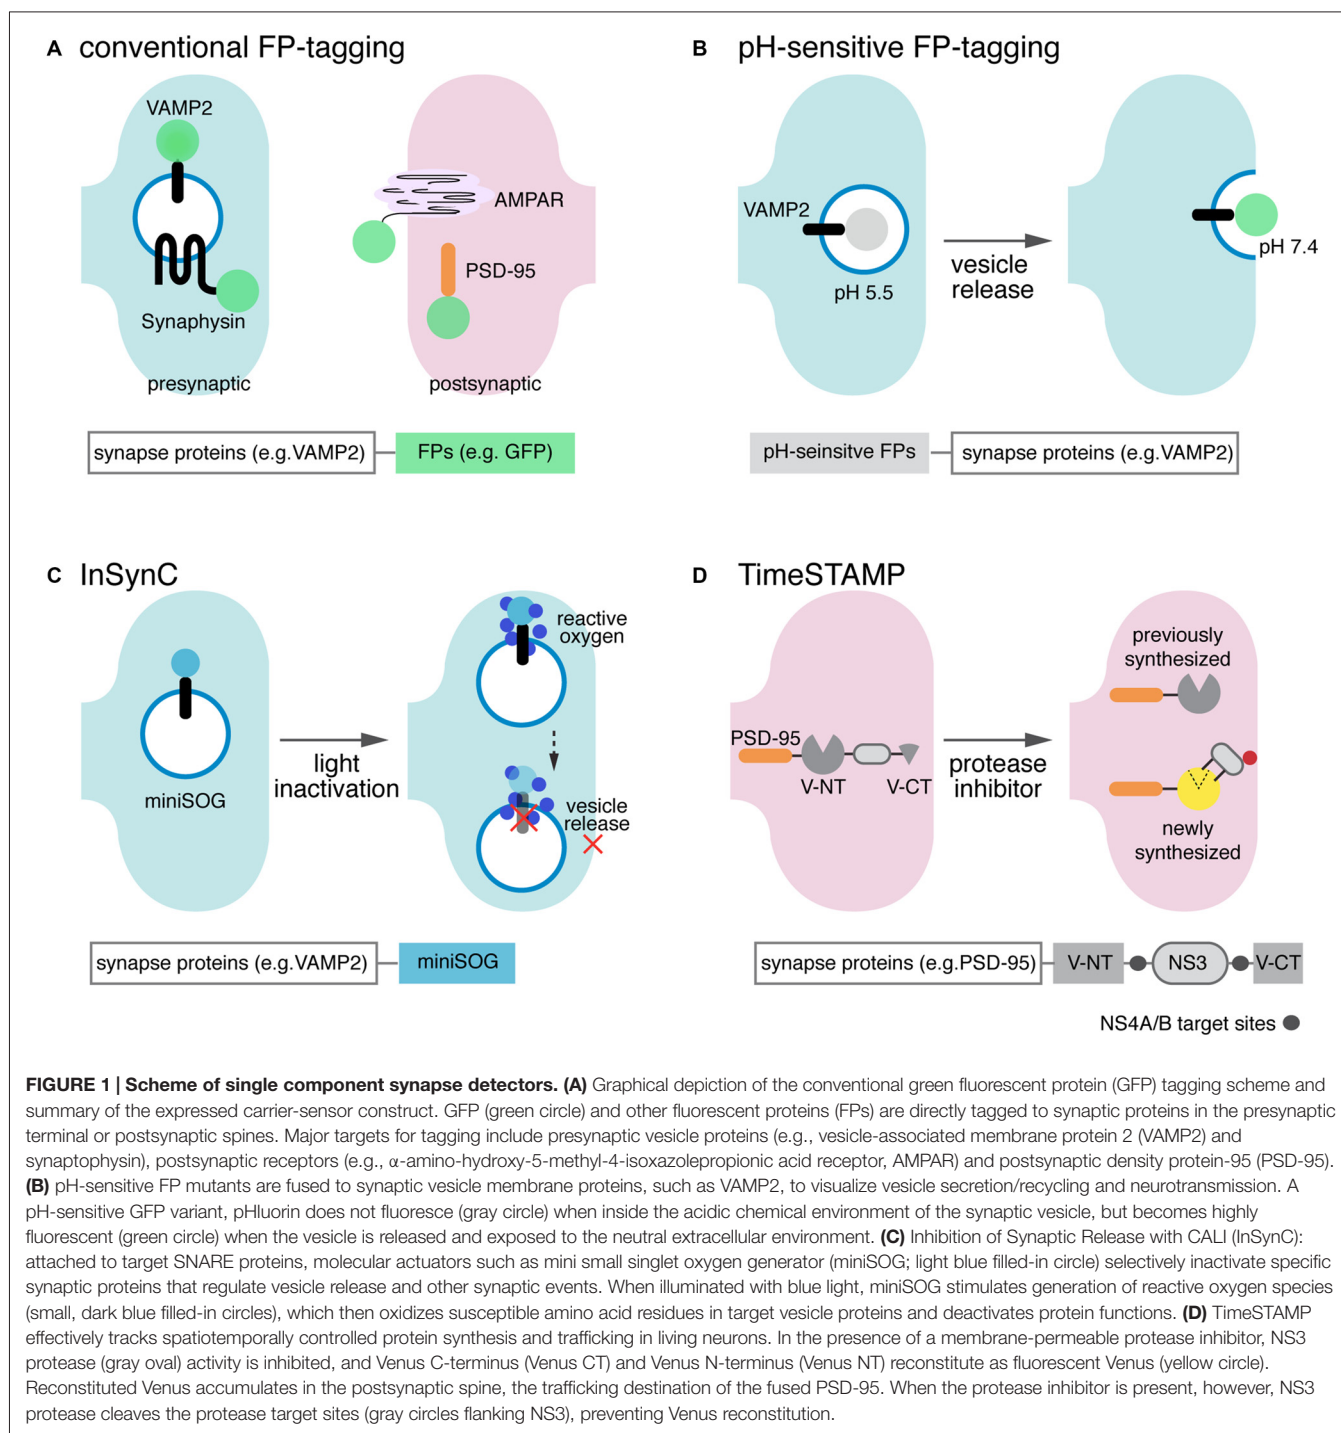 A conventional FP-tagging
VAMP2
AMPAR
PSD-95
Synaphysin
presynaptic
postsynaptic
synapse proteins (e.g.VAMP2)
FPs (e.g. GFP)
B pH-sensitive FP-tagging
VAMP2
pH 5.5
vesicle
release
pH 7.4
pH-seinsitve FPs
synapse proteins (e.g.VAMP2)
C InSynC
miniSOG
light
inactivation
reactive
oxygen
vesicle
release
synapse proteins (e.g.VAMP2)
miniSOG
D TimeSTAMP
PSD-95
V-NT
V-CT
protease
inhibitor
previously
synthesized
newly
synthesized
synapse proteins (e.g.PSD-95)
V-NT
NS3
V-CT
NS4A/B target sites
FIGURE 1 | Scheme of single component synapse detectors. (A) Graphical depiction of the conventional green fluorescent protein (GFP) tagging scheme and
summary of the expressed carrier-sensor construct. GFP (green circle) and other fluorescent proteins (FPs) are directly tagged to synaptic proteins in the presynaptic
terminal or postsynaptic spines. Major targets for tagging include presynaptic vesicle proteins (e.g., vesicle-associated membrane protein 2 (VAMP2) and
synaptophysin), postsynaptic receptors (e.g., α-amino-hydroxy-5-methyl-4-isoxazolepropionic acid receptor, AMPAR) and postsynaptic density protein-95 (PSD-95).
(B) pH-sensitive FP mutants are fused to synaptic vesicle membrane proteins, such as VAMP2, to visualize vesicle secretion/recycling and neurotransmission. A
pH-sensitive GFP variant, pHluorin does not fluoresce (gray circle) when inside the acidic chemical environment of the synaptic vesicle, but becomes highly
fluorescent (green circle) when the vesicle is released and exposed to the neutral extracellular environment. (C) Inhibition of Synaptic Release with CALI (InSynC):
attached to target SNARE proteins, molecular actuators such as mini small singlet oxygen generator (miniSOG; light blue filled-in circle) selectively inactivate specific
synaptic proteins that regulate vesicle release and other synaptic events. When illuminated with blue light, miniSOG stimulates generation of reactive oxygen species
(small, dark blue filled-in circles), which then oxidizes susceptible amino acid residues in target vesicle proteins and deactivates protein functions. (D) TimeSTAMP
effectively tracks spatiotemporally controlled protein synthesis and trafficking in living neurons. In the presence of a membrane-permeable protease inhibitor, NS3
protease (gray oval) activity is inhibited, and Venus C-terminus (Venus CT) and Venus N-terminus (Venus NT) reconstitute as fluorescent Venus (yellow circle).
Reconstituted Venus accumulates in the postsynaptic spine, the trafficking destination of the fused PSD-95. When the protease inhibitor is present, however, NS3
protease cleaves the protease target sites (gray circles flanking NS3), preventing Venus reconstitution.